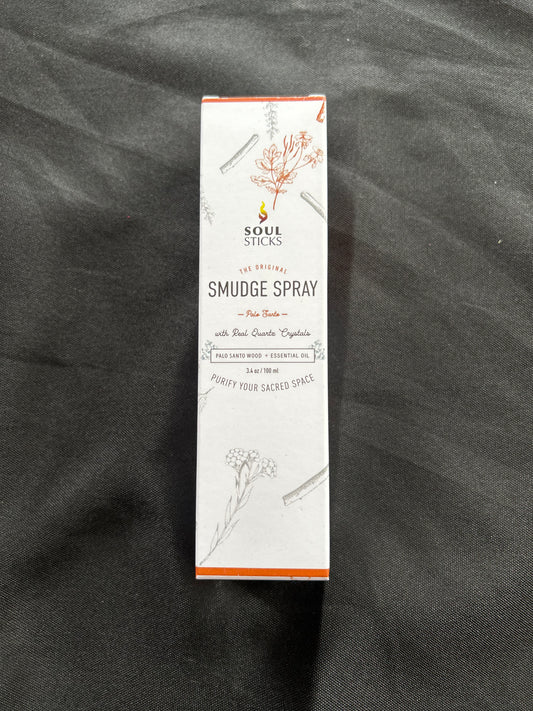 SOUL
STICKS
THE ORIGINAL
SMUDGE SPRAY
— Palo Santo —
with Real Quartz Crystals
PALO SANTO WOOD + ESSENTIAL OIL
3.4 oz / 100 ml
PURIFY YOUR SACRED SPACE